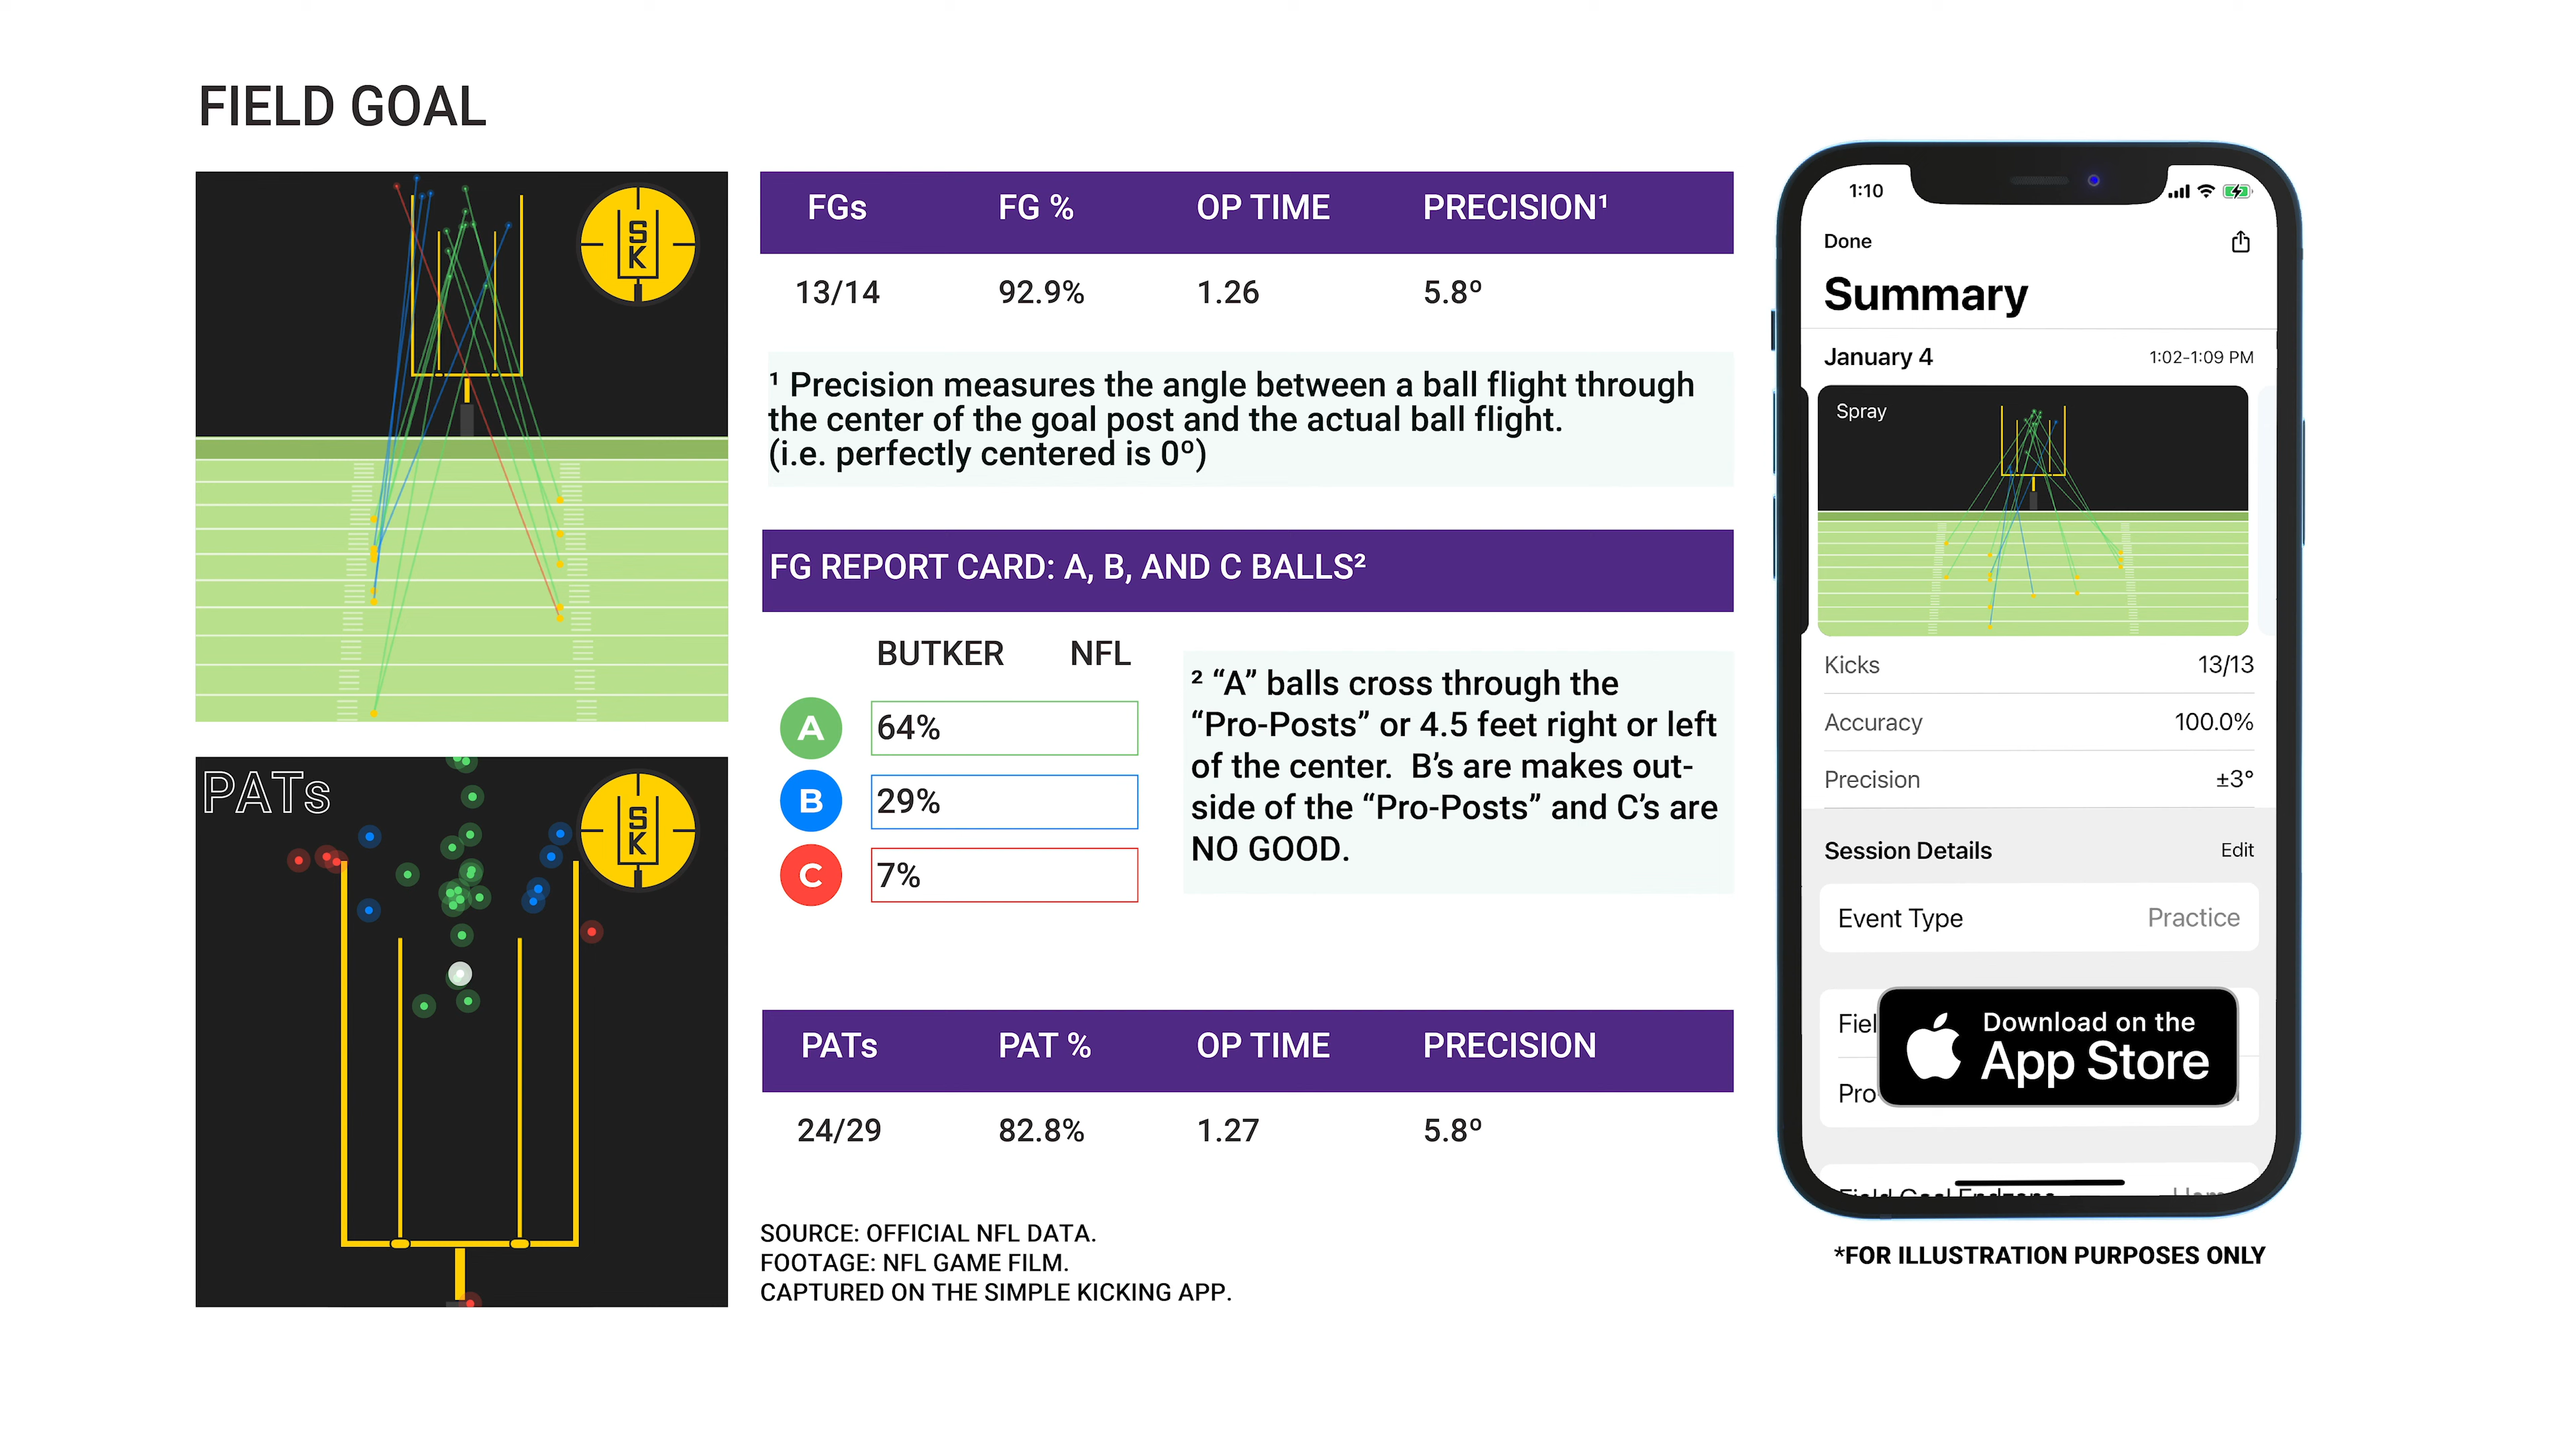 FIELD GOAL
S
K
FGs FG % OP TIME PRECISION¹
13/14 92.9% 1.26 5.8º
¹ Precision measures the angle between a ball flight through
the center of the goal post and the actual ball flight.
(i.e. perfectly centered is 0º)
FG REPORT CARD: A, B, AND C BALLS²
BUTKER NFL
A 64%
B 29%
C 7%
² “A” balls cross through the
“Pro-Posts” or 4.5 feet right or left
of the center.  B’s are makes out-
side of the “Pro-Posts” and C’s are
NO GOOD.
PATs
S
K
PATs PAT % OP TIME PRECISION
24/29 82.8% 1.27 5.8º
SOURCE: OFFICIAL NFL DATA.
FOOTAGE: NFL GAME FILM.
CAPTURED ON THE SIMPLE KICKING APP.
1:10
Done
Summary
January 4 1:02-1:09 PM
Spray
Kicks 13/13
Accuracy 100.0%
Precision ±3°
Session Details Edit
Event Type Practice
Fiel
Pro
Download on the
App Store
Field Goal Endzone
*FOR ILLUSTRATION PURPOSES ONLY